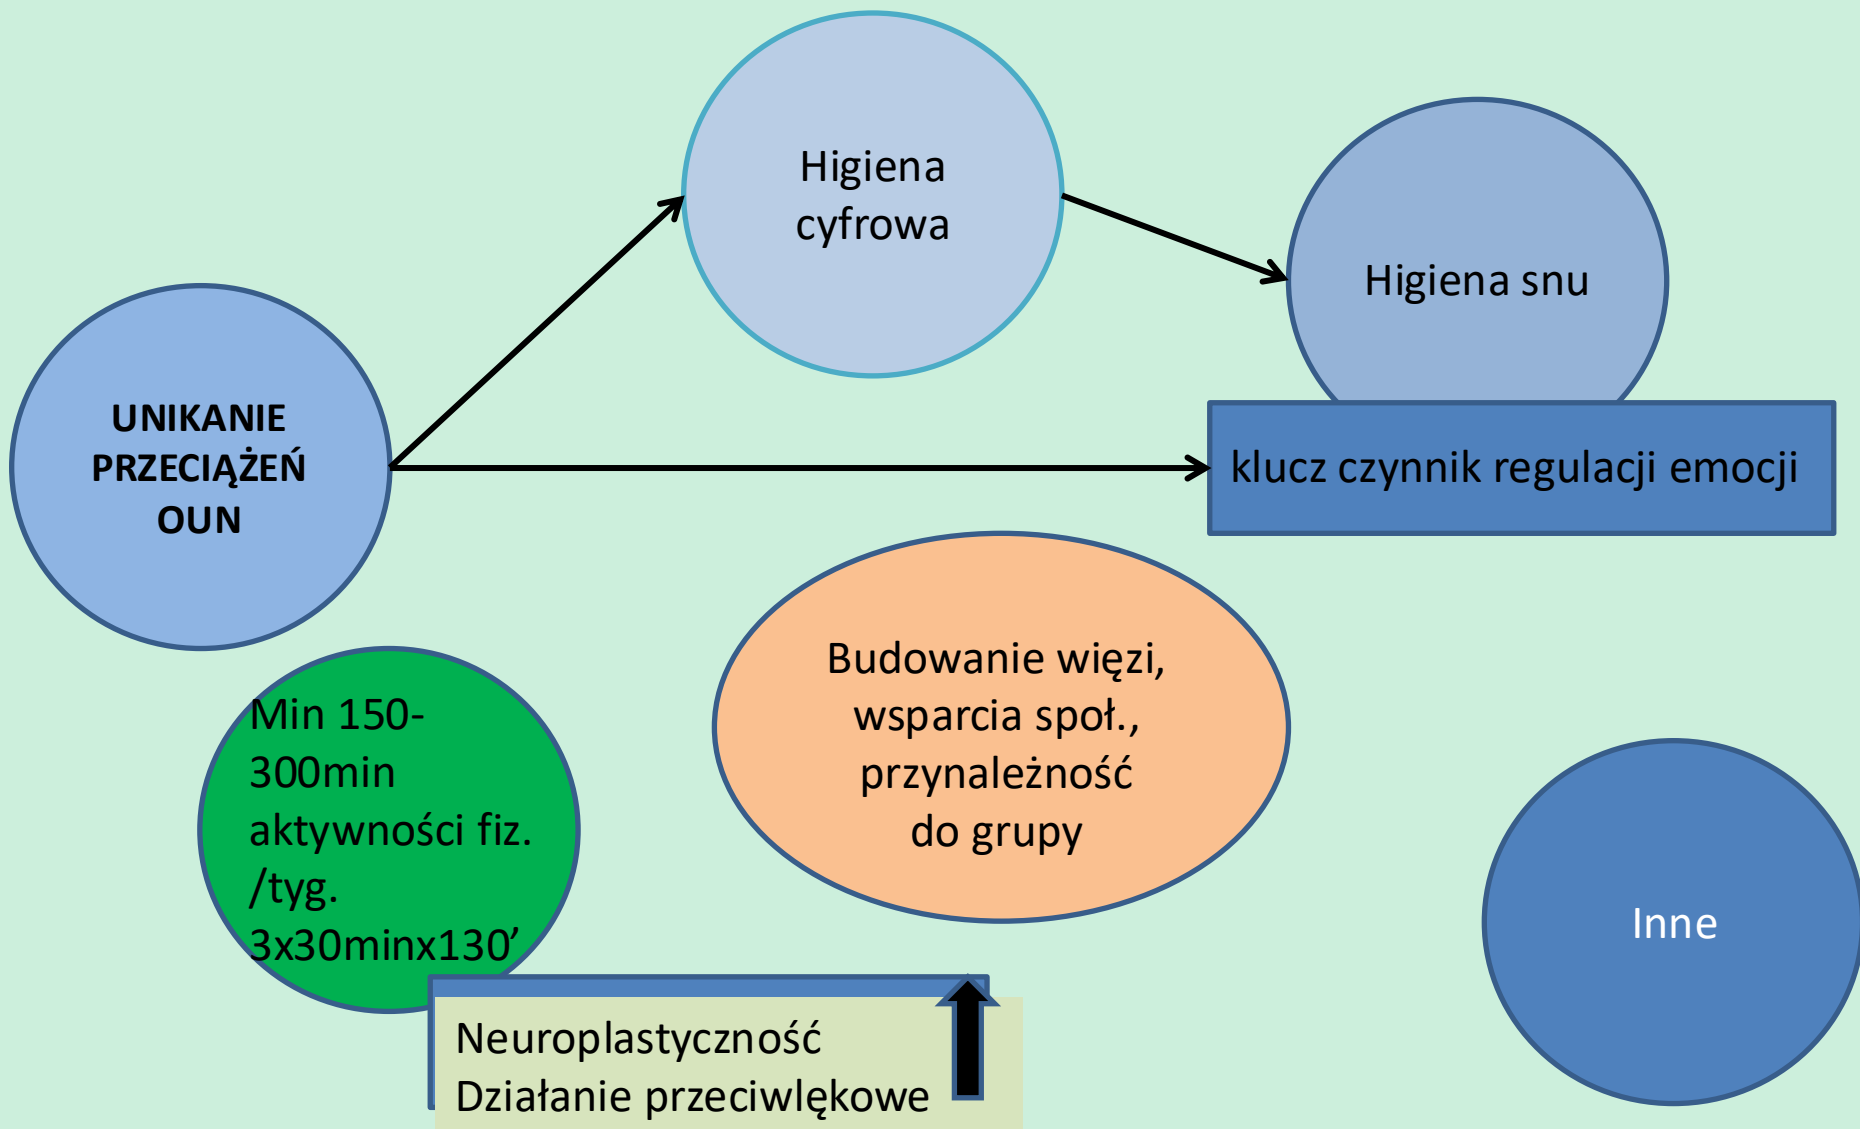 Higiena
cyfrowa
Higiena snu
UNIKANIE
PRZECIĄŻEŃ
OUN
klucz czynnik regulacji emocji
Min 150-
300min
aktywności fiz.
/tyg.
3x30minx130’
Budowanie więzi,
wsparcia społ.,
przynależność
do grupy
Inne
Neuroplastyczność
Działanie przeciwlękowe